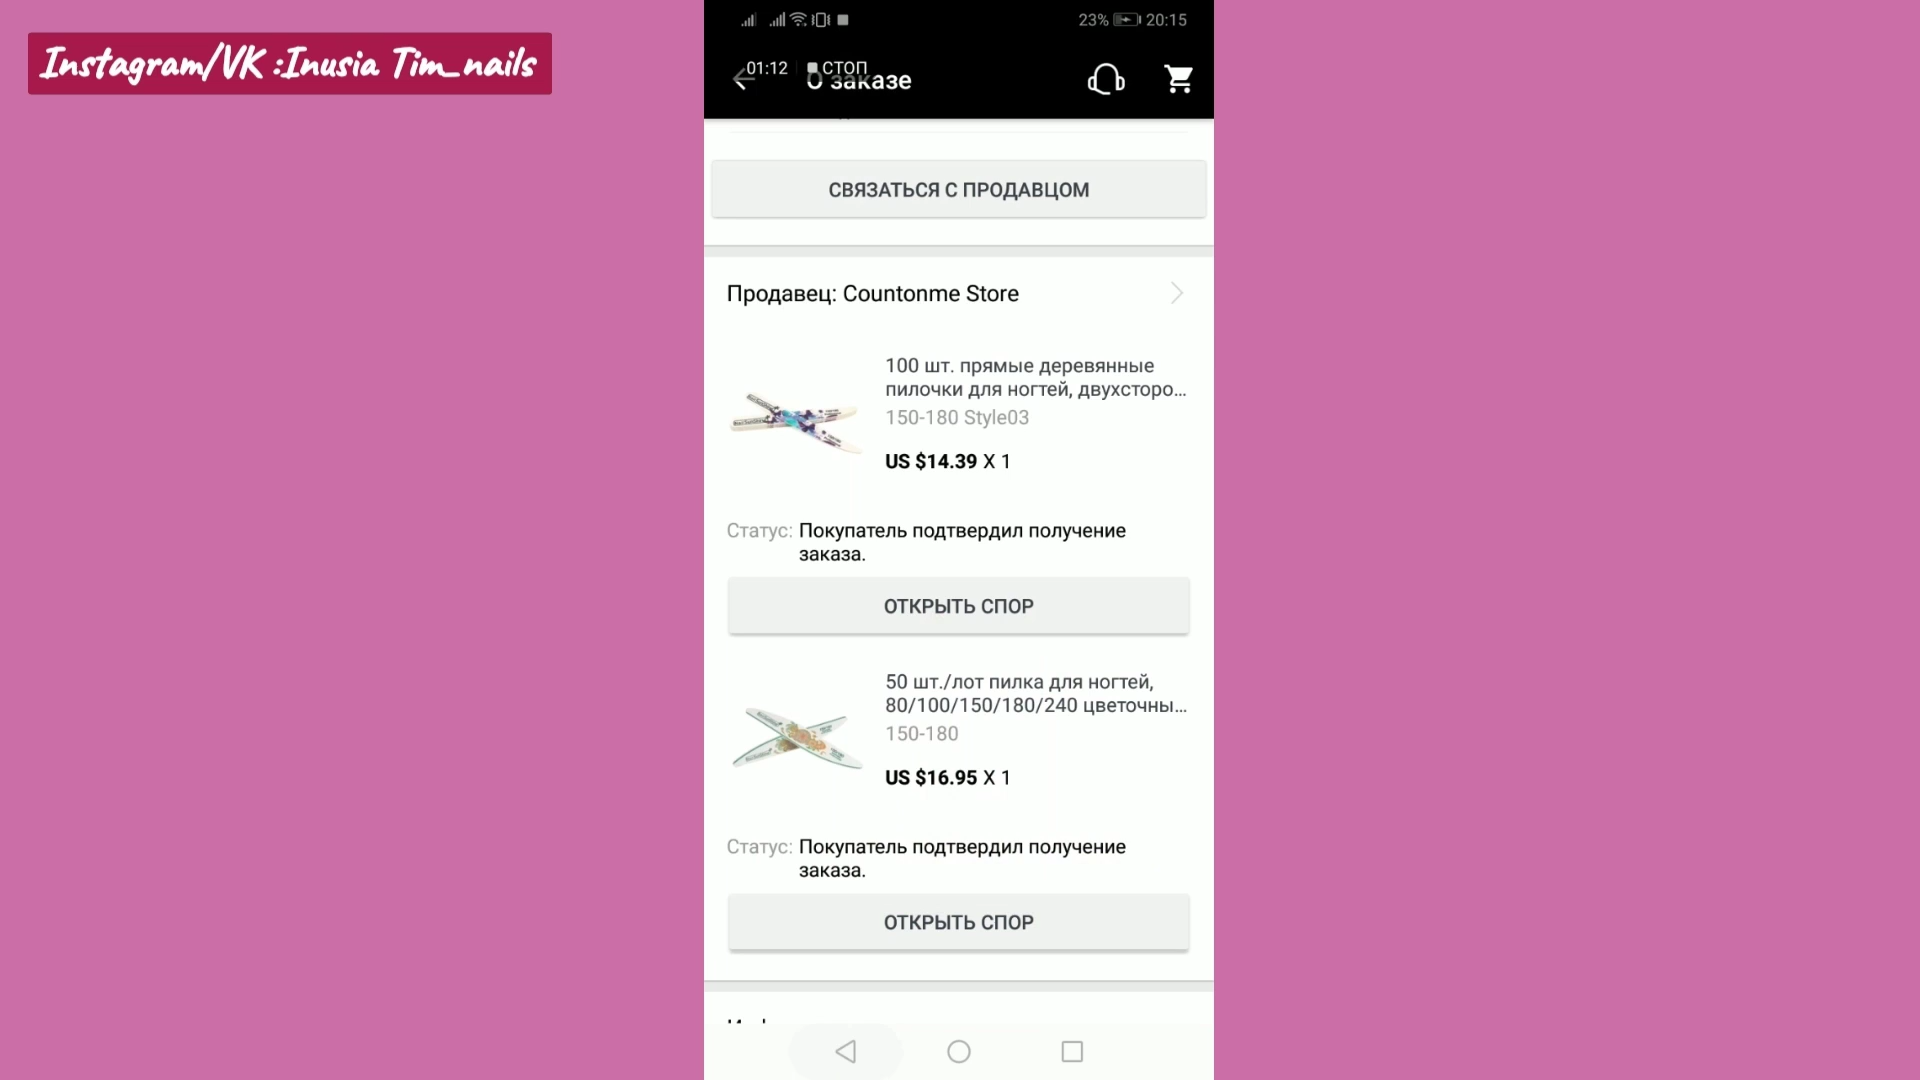 Instagram/VK :Inusia Tim_nails
23% 20:15
01:12 СТОП
О заказе
СВЯЗАТЬСЯ С ПРОДАВЦОМ
Продавец: Countonme Store
100 шт. прямые деревянные
пилочки для ногтей, двухсторо...
150-180 Style03
US $14.39 X 1
Статус: Покупатель подтвердил получение
заказа.
ОТКРЫТЬ СПОР
50 шт./лот пилка для ногтей,
80/100/150/180/240 цветочны...
150-180
US $16.95 X 1
Статус: Покупатель подтвердил получение
заказа.
ОТКРЫТЬ СПОР